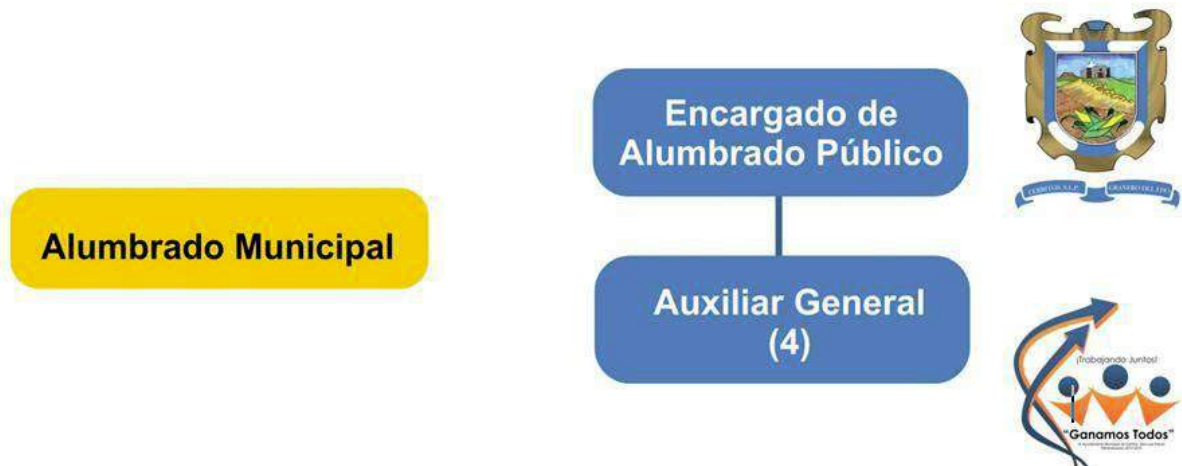 Alumbrado Municipal
Encargado de
Alumbrado Público
Auxiliar General
(4)
¡Trabajando Juntos!
"Ganamos Todos"